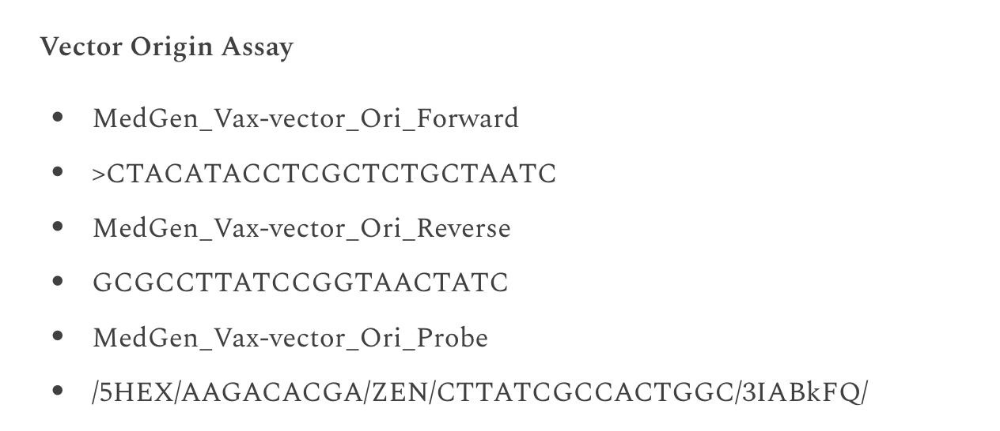 Vector Origin Assay
• MedGen_Vax-vector_Ori_Forward
• >CTACATACCTCGCTCTGCTAATC
• MedGen_Vax-vector_Ori_Reverse
• GCGCCTTATCCGGTAACTATC
• MedGen_Vax-vector_Ori_Probe
• /5HEX/AAGACACGA/ZEN/CTTATCGCCACTGGC/3IABkFQ/